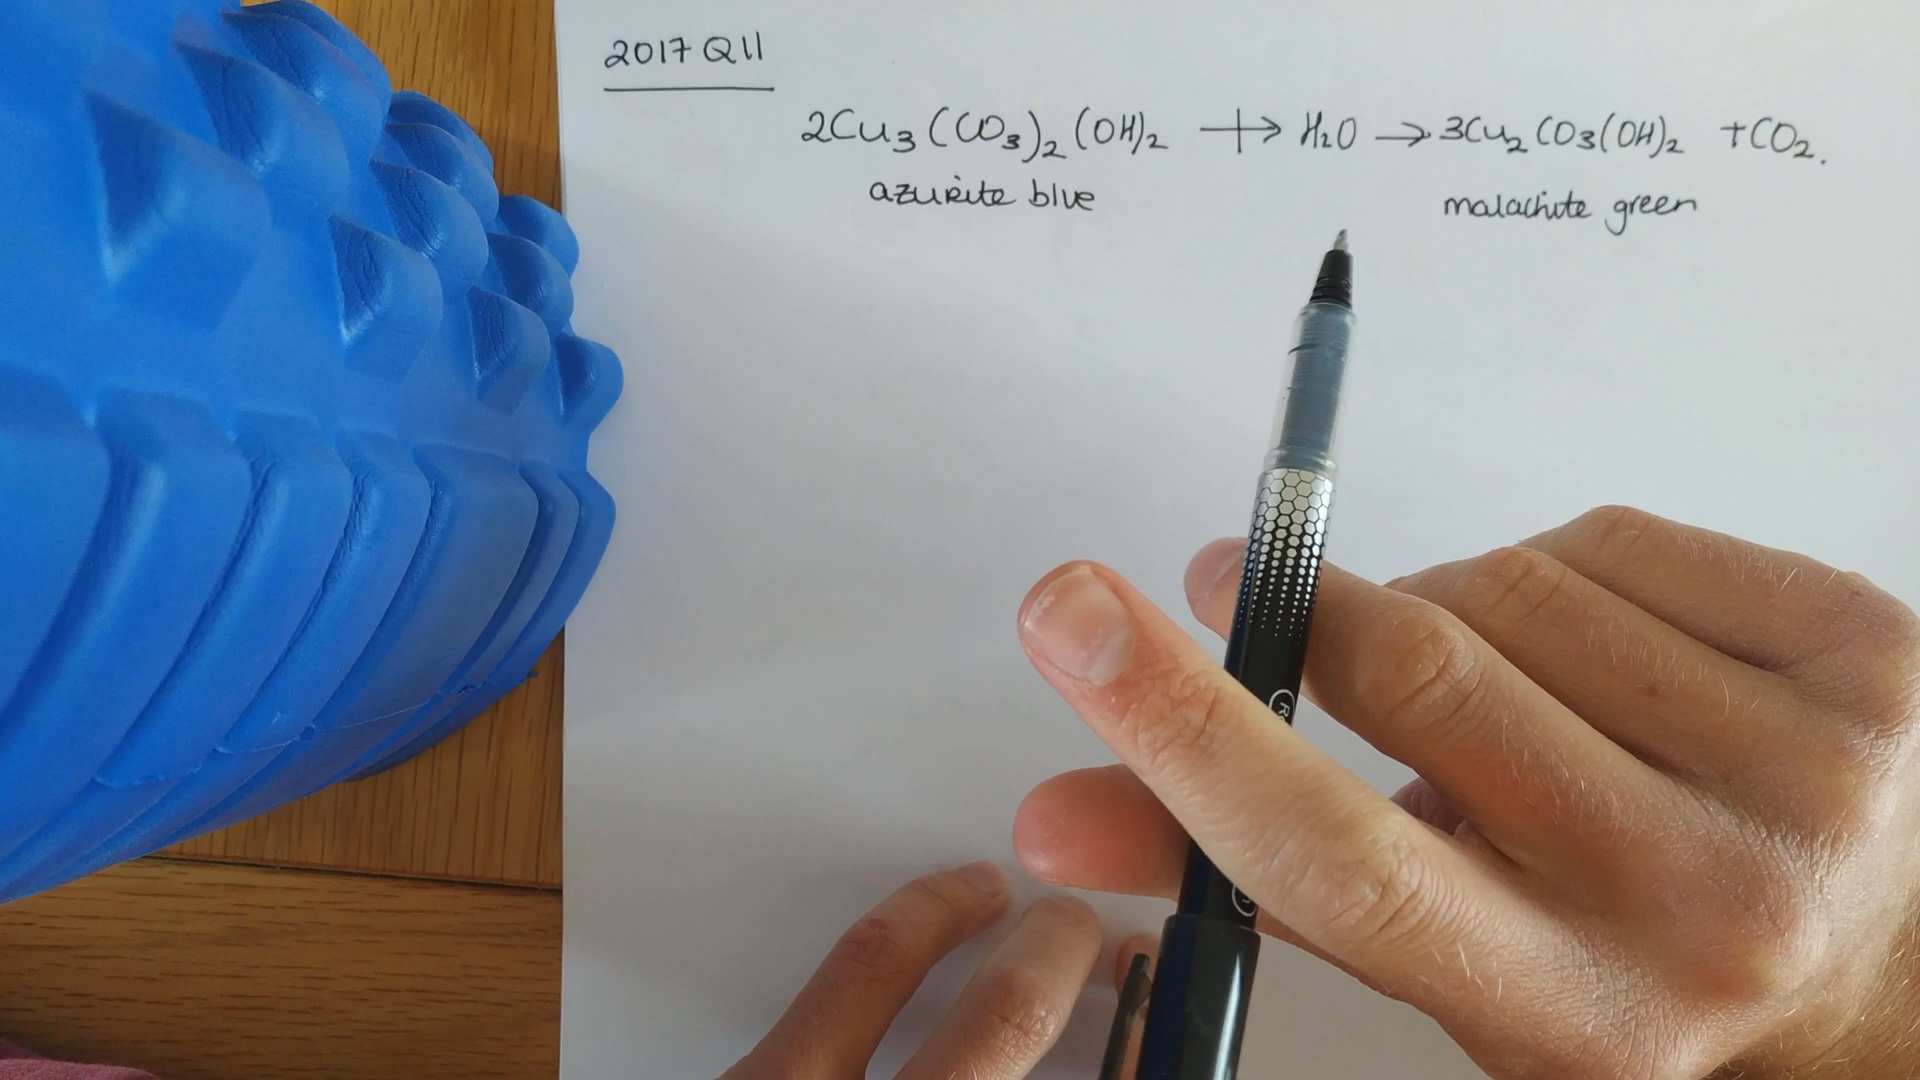 2017 Q11
2Cu3(CO3)2(OH)2 +→ H2O → 3Cu2CO3(OH)2 +CO2.
azurite blue malachite green